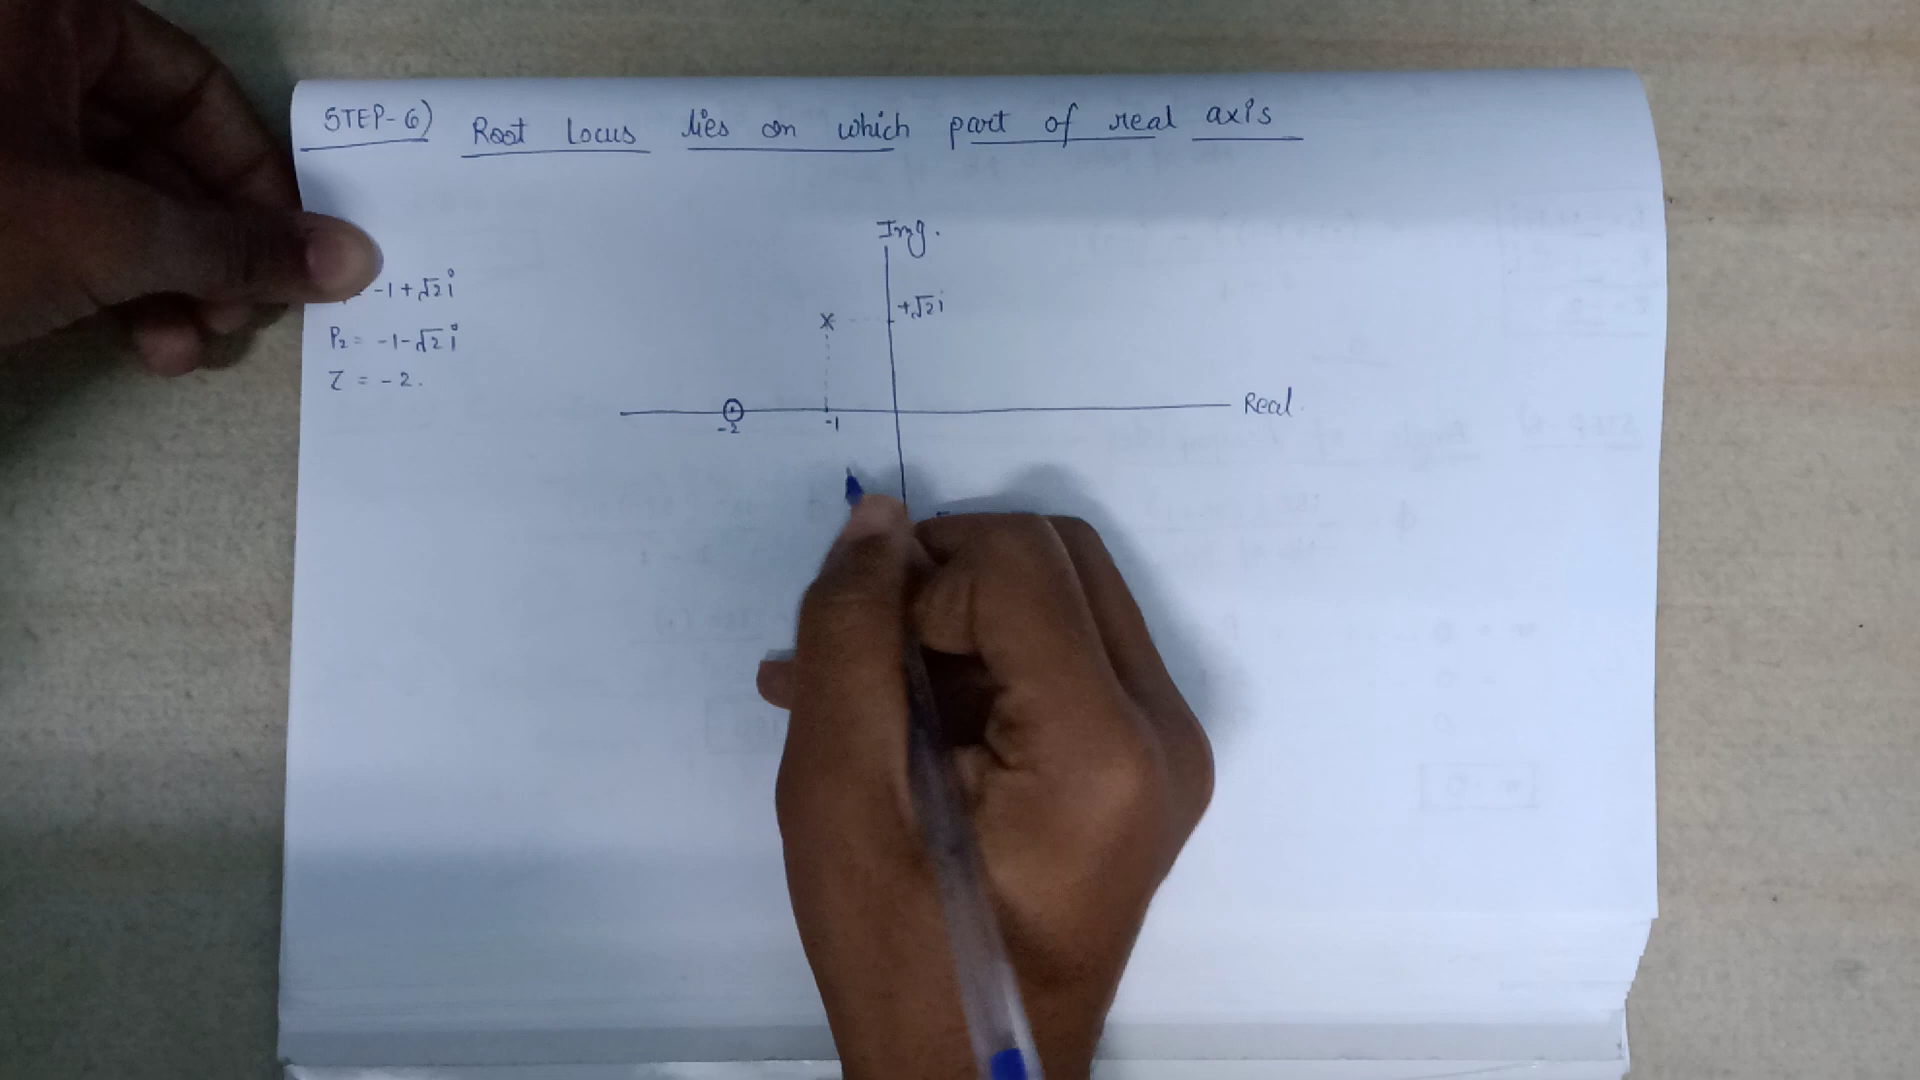 STEP-6) Root Locus lies on which part of real axis
Img.
-1+√2i
+√2i
P2 = -1-√2i
Z = -2.
Real.
-2
-1